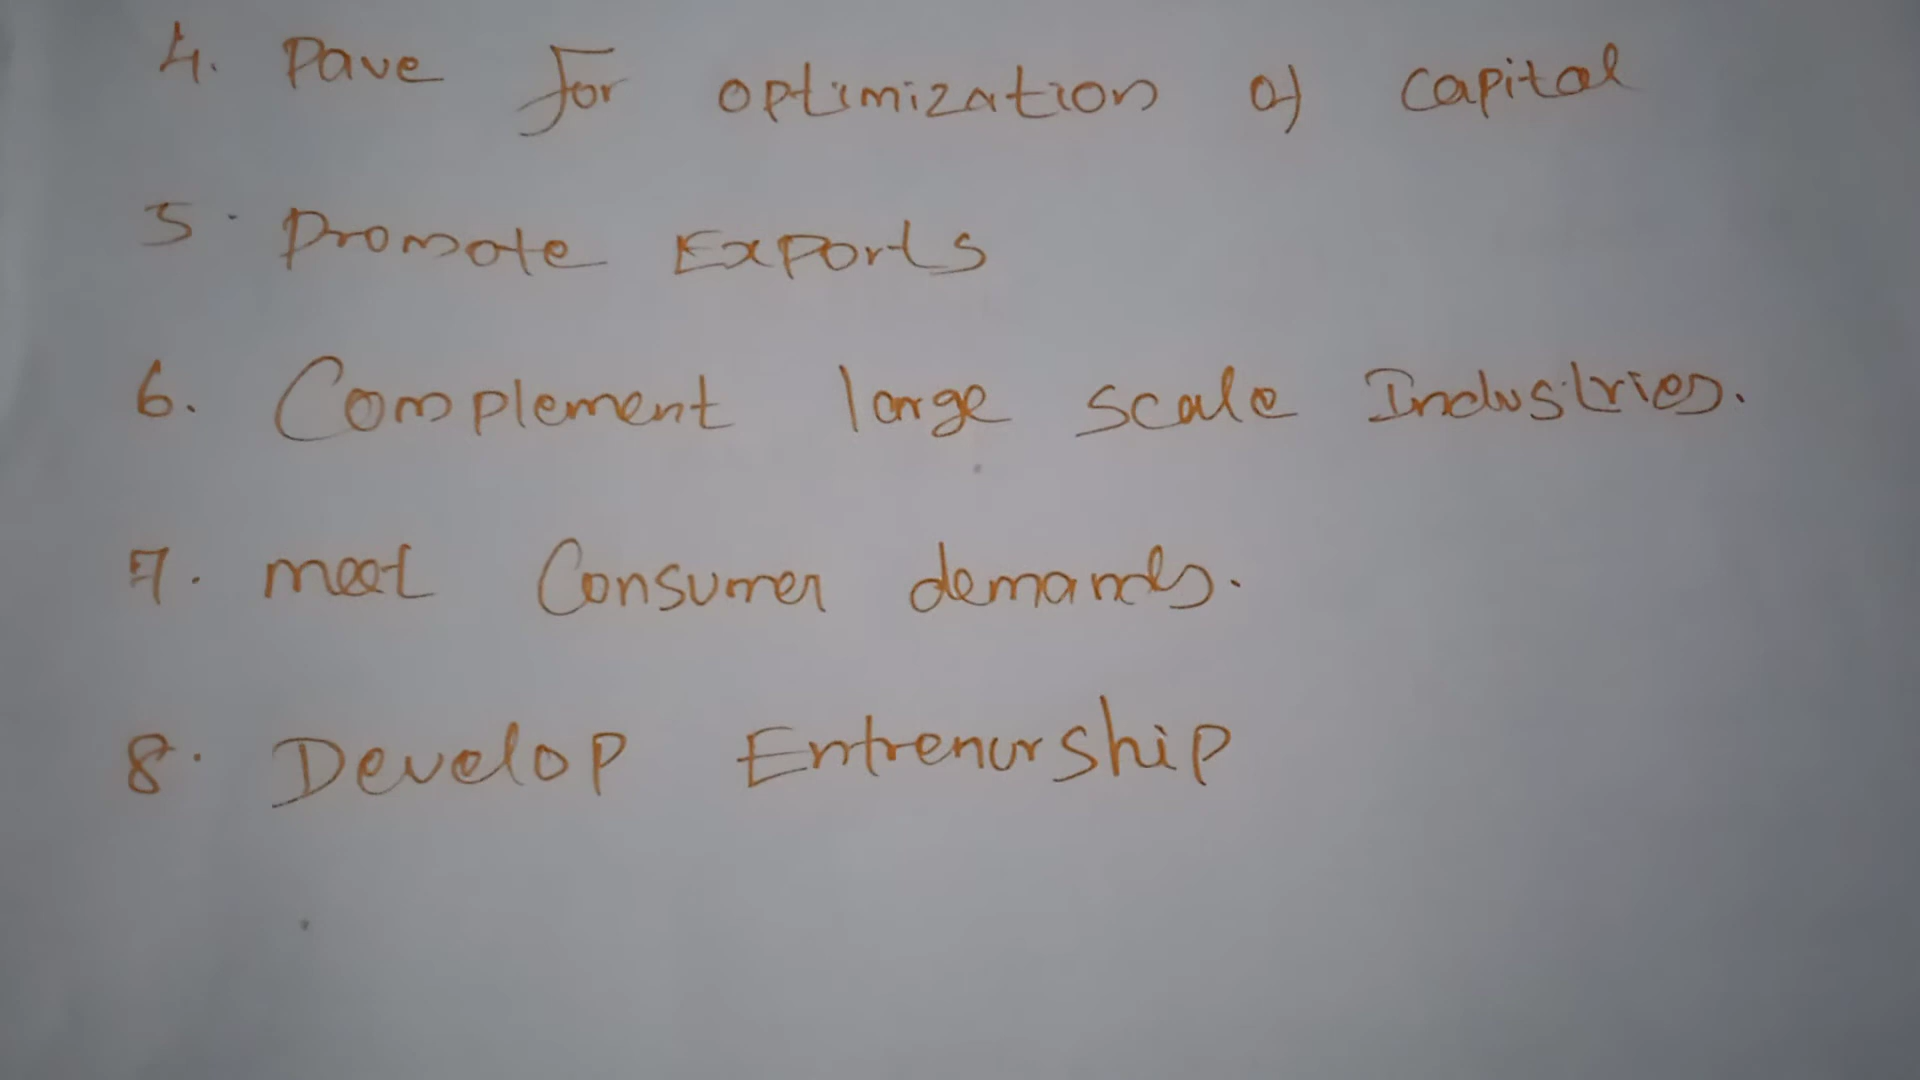 4. Pave for optimization of capital
5. Promote Exports
6. Complement large scale Industries.
7. meet Consumer demands.
8. Develop Entrenurship